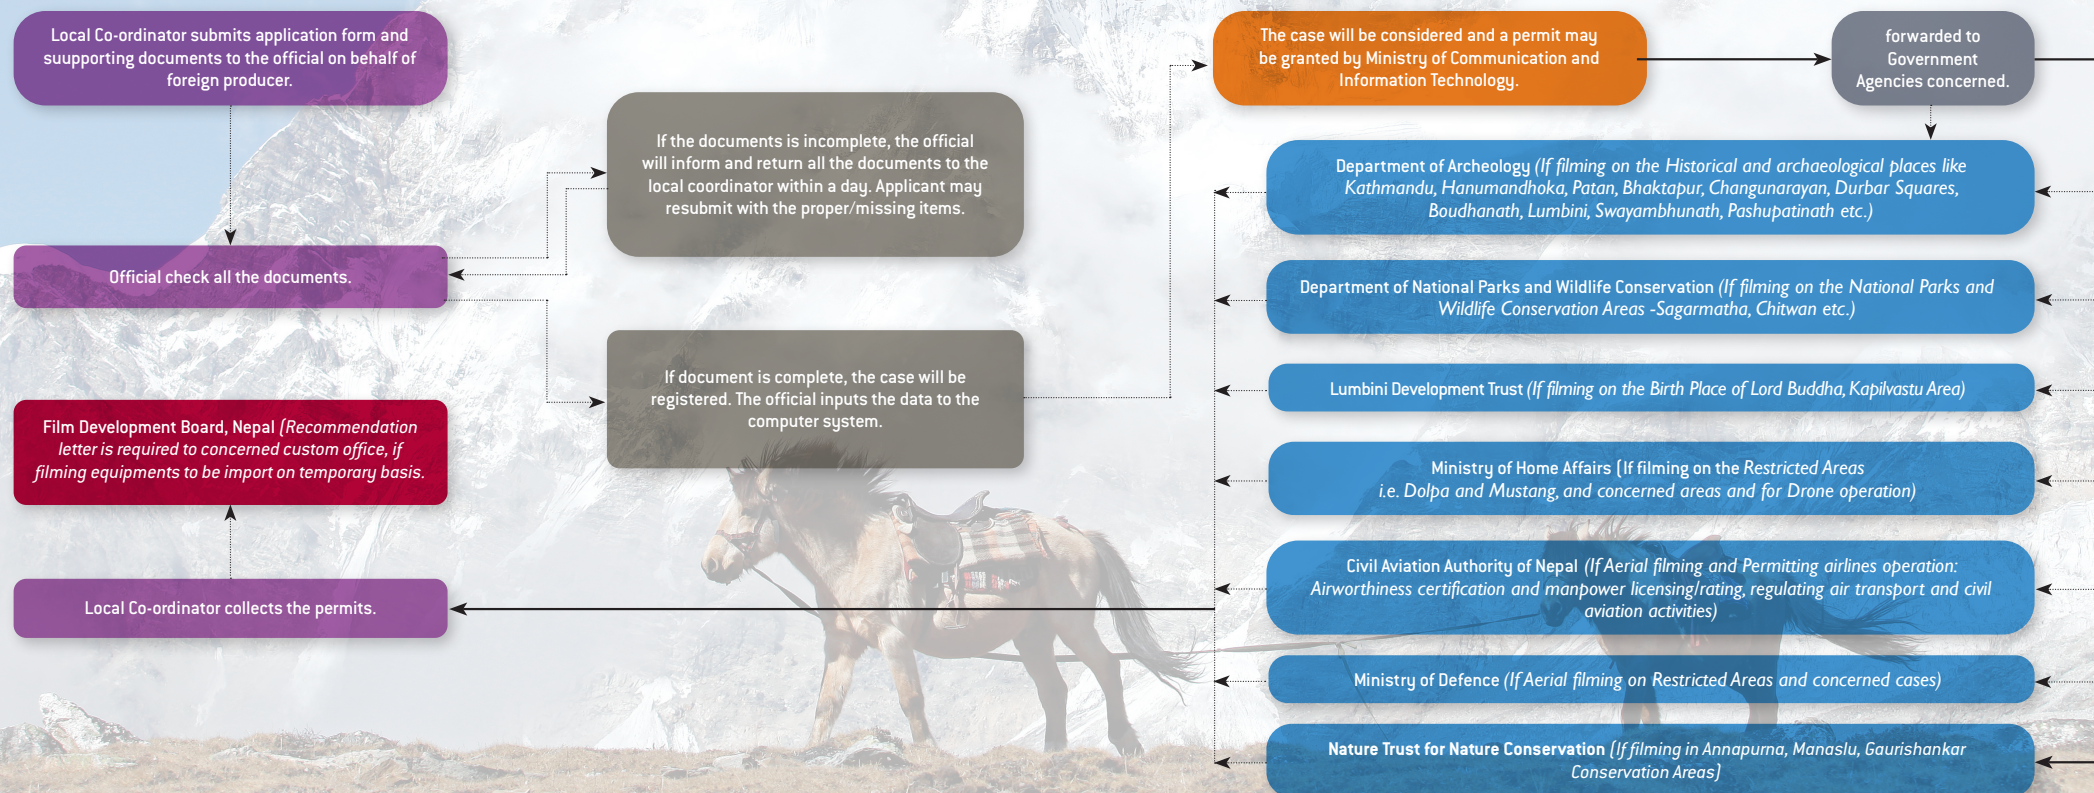 Local Co-ordinator submits application form and
suupporting documents to the official on behalf of
foreign producer.
Official check all the documents.
Film Development Board, Nepal (Recommendation
letter is required to concerned custom office, if
filming equipments to be import on temporary basis.
Local Co-ordinator collects the permits.
If the documents is incomplete, the official
will inform and return all the documents to the
local coordinator within a day. Applicant may
resubmit with the proper/missing items.
If document is complete, the case will be
registered. The official inputs the data to the
computer system.
The case will be considered and a permit may
be granted by Ministry of Communication and
Information Technology.
forwarded to
Government
Agencies concerned.
Department of Archeology (If filming on the Historical and archaeological places like
Kathmandu, Hanumandhoka, Patan, Bhaktapur, Changunarayan, Durbar Squares,
Boudhanath, Lumbini, Swayambhunath, Pashupatinath etc.)
Department of National Parks and Wildlife Conservation (If filming on the National Parks and
Wildlife Conservation Areas -Sagarmatha, Chitwan etc.)
Lumbini Development Trust (If filming on the Birth Place of Lord Buddha, Kapilvastu Area)
Ministry of Home Affairs (If filming on the Restricted Areas
i.e. Dolpa and Mustang, and concerned areas and for Drone operation)
Civil Aviation Authority of Nepal (If Aerial filming and Permitting airlines operation:
Airworthiness certification and manpower licensing/rating, regulating air transport and civil
aviation activities)
Ministry of Defence (If Aerial filming on Restricted Areas and concerned cases)
Nature Trust for Nature Conservation (If filming in Annapurna, Manaslu, Gaurishankar
Conservation Areas)